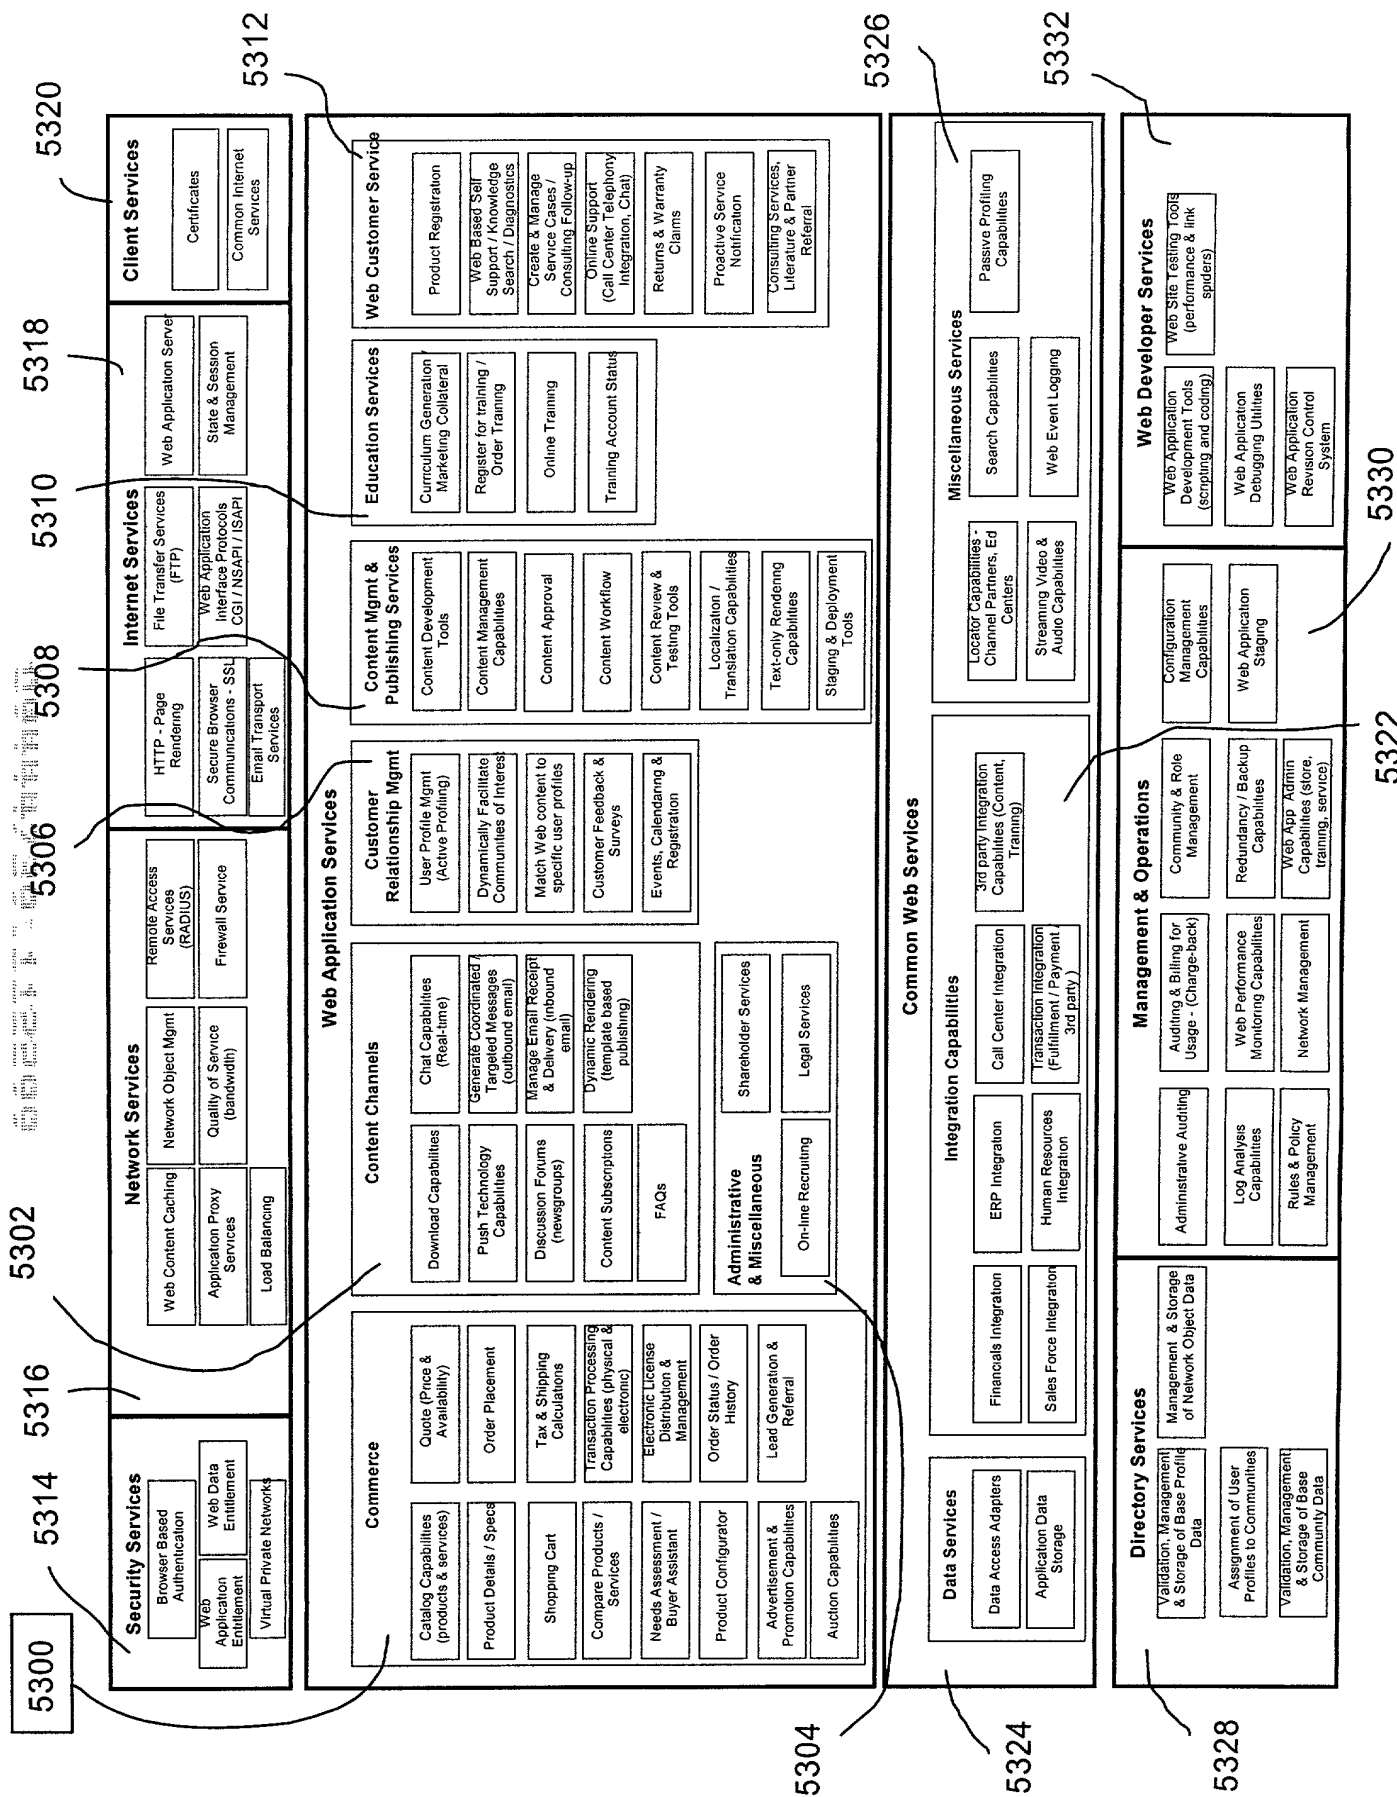 5300
5314
5316
5302
5306
5308
5310
5318
5320
5312
Security Services
Browser Based
Authentication
Web
Application
Entitlement
Web Data
Entitlement
Virtual Private Networks
Network Services
Web Content Caching
Network Object Mgmt
Remote Access
Services
(RADIUS)
Application Proxy
Services
Quality of Service
(bandwidth)
Firewall Service
Load Balancing
Internet Services
HTTP - Page
Rendering
File Transfer Services
(FTP)
Web Application Server
Secure Browser
Communications - SSL
Web Application
Interface Protocols
CGI / NSAPI / ISAPI
State & Session
Management
Email Transport
Services
Client Services
Certificates
Common Internet
Services
Web Application Services
Commerce
Catalog Capabilities
(products & services)
Quote (Price &
Availability)
Product Details / Specs
Order Placement
Shopping Cart
Tax & Shipping
Calculations
Compare Products /
Services
Transaction Processing
Capabilities (physical &
electronic)
Needs Assessment /
Buyer Assistant
Electronic License
Distribution &
Management
Product Configurator
Order Status / Order
History
Advertisement &
Promotion Capabilities
Lead Generation &
Referral
Auction Capabilities
Content Channels
Download Capabilities
Chat Capabilities
(Real-time)
Push Technology
Capabilities
Generate Coordinated /
Targeted Messages
(outbound email)
Discussion Forums
(newsgroups)
Manage Email Receipt
& Delivery (inbound
email)
Content Subscriptions
Dynamic Rendering
(template based
publishing)
FAQs
Administrative
& Miscellaneous
Shareholder Services
On-line Recruiting
Legal Services
Customer
Relationship Mgmt
User Profile Mgmt
(Active Profiling)
Dynamically Facilitate
Communities of Interest
Match Web content to
specific user profiles
Customer Feedback &
Surveys
Events, Calendaring &
Registration
Content Mgmt &
Publishing Services
Content Development
Tools
Content Management
Capabilities
Content Approval
Content Workflow
Content Review &
Testing Tools
Localization /
Translation Capabilities
Text-only Rendering
Capabilities
Staging & Deployment
Tools
Education Services
Curriculum Generation/
Marketing Collateral
Register for training /
Order Training
Online Training
Training Account Status
Web Customer Service
Product Registration
Web Based Self
Support / Knowledge
Search / Diagnostics
Create & Manage
Service Cases /
Consulting Follow-up
Online Support
(Call Center Telephony
Integration, Chat)
Returns & Warranty
Claims
Proactive Service
Notification
Consulting Services,
Literature & Partner
Referral
Common Web Services
Data Services
Data Access Adapters
Application Data
Storage
Integration Capabilities
Financials Integration
ERP Integration
Call Center Integration
3rd party Integration
Capabilities (Content,
Training)
Sales Force Integration
Human Resources
Integration
Transaction Integration
(Fulfillment / Payment /
3rd party )
Miscellaneous Services
Locator Capabilities -
Channel Partners, Ed
Centers
Search Capabilities
Passive Profiling
Capabilities
Streaming Video &
Audio Capabilities
Web Event Logging
Directory Services
Validation, Management
& Storage of Base Profile
Data
Management & Storage
of Network Object Data
Assignment of User
Profiles to Communities
Validation, Management
& Storage of Base
Community Data
Management & Operations
Administrative Auditing
Auditing & Billing for
Usage - (Charge-back)
Community & Role
Management
Configuration
Management
Capabilities
Log Analysis
Capabilities
Web Performance
Monitoring Capabilities
Redundancy / Backup
Capabilities
Web Application
Staging
Rules & Policy
Management
Network Management
Web App Admin
Capabilities (store,
training, service)
Web Developer Services
Web Application
Development Tools
(scripting and coding)
Web Site Testing Tools
(performance & link
spiders)
Web Application
Debugging Utilities
Web Application
Revision Control
System
5304
5324
5328
5322
5330
5326
5332